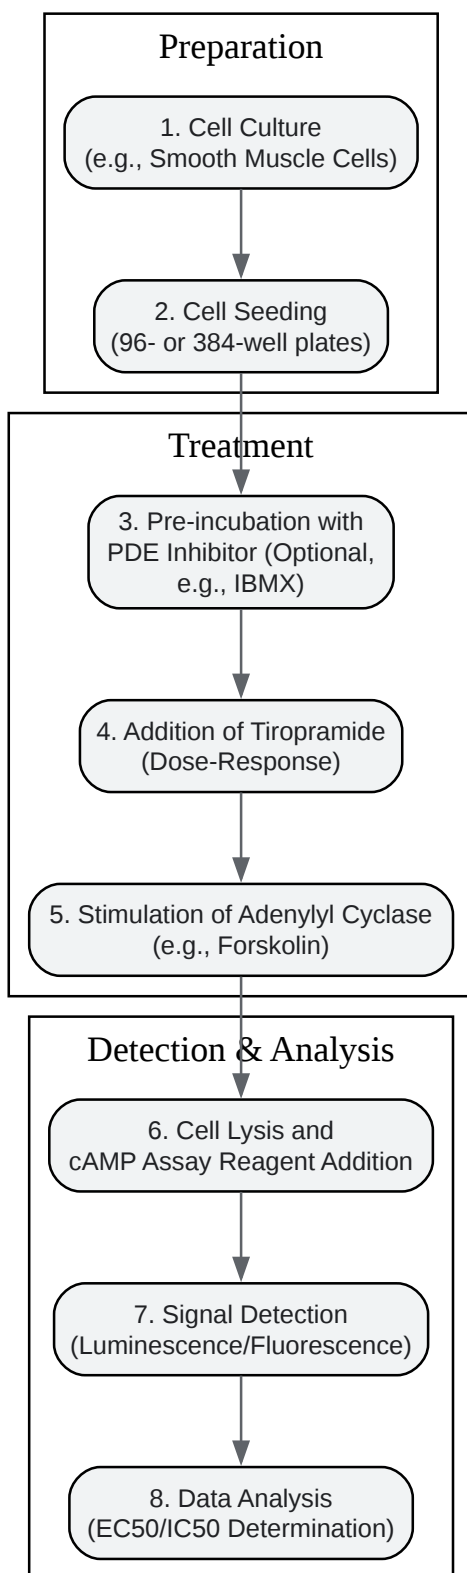 Preparation
1. Cell Culture
(e.g., Smooth Muscle Cells)
2. Cell Seeding
(96- or 384-well plates)
Treatment
3. Pre-incubation with
PDE Inhibitor (Optional,
e.g., IBMX)
4. Addition of Tiropramide
(Dose-Response)
5. Stimulation of Adenylyl Cyclase
(e.g., Forskolin)
Detection & Analysis
6. Cell Lysis and
cAMP Assay Reagent Addition
7. Signal Detection
(Luminescence/Fluorescence)
8. Data Analysis
(EC50/IC50 Determination)